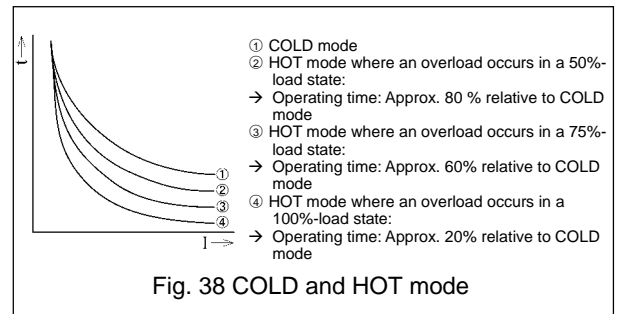 t
①
②
③
④
I
① COLD mode
② HOT mode where an overload occurs in a 50%-
load state:
→ Operating time: Approx. 80 % relative to COLD
mode
③ HOT mode where an overload occurs in a 75%-
load state:
→ Operating time: Approx. 60% relative to COLD
mode
④ HOT mode where an overload occurs in a
100%-load state:
→ Operating time: Approx. 20% relative to COLD
mode
Fig. 38 COLD and HOT mode